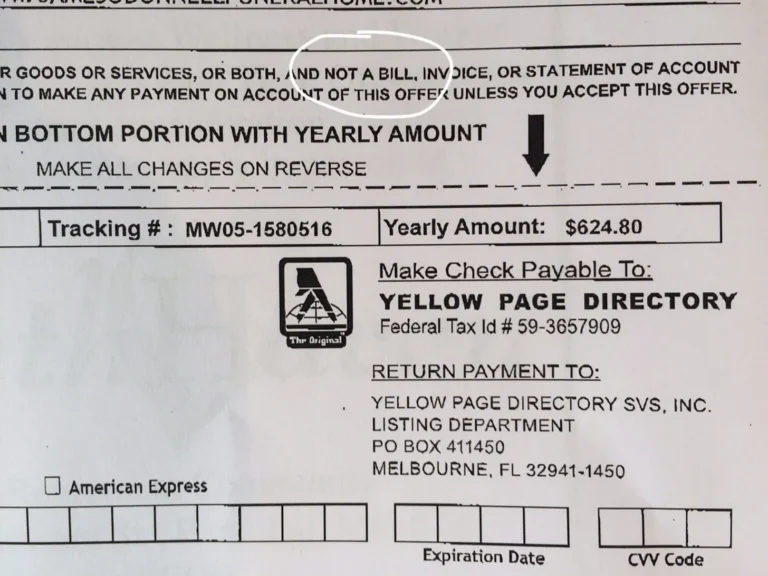 FUNERALHOME.COM
R GOODS OR SERVICES, OR BOTH, AND NOT A BILL, INVOICE, OR STATEMENT OF ACCOUNT
N TO MAKE ANY PAYMENT ON ACCOUNT OF THIS OFFER UNLESS YOU ACCEPT THIS OFFER.
N BOTTOM PORTION WITH YEARLY AMOUNT
MAKE ALL CHANGES ON REVERSE
Tracking # : MW05-1580516 Yearly Amount: $624.80
Make Check Payable To:
YELLOW PAGE DIRECTORY
Federal Tax Id # 59-3657909
The Original
RETURN PAYMENT TO:
YELLOW PAGE DIRECTORY SVS, INC.
LISTING DEPARTMENT
PO BOX 411450
MELBOURNE, FL 32941-1450
American Express
Expiration Date CVV Code